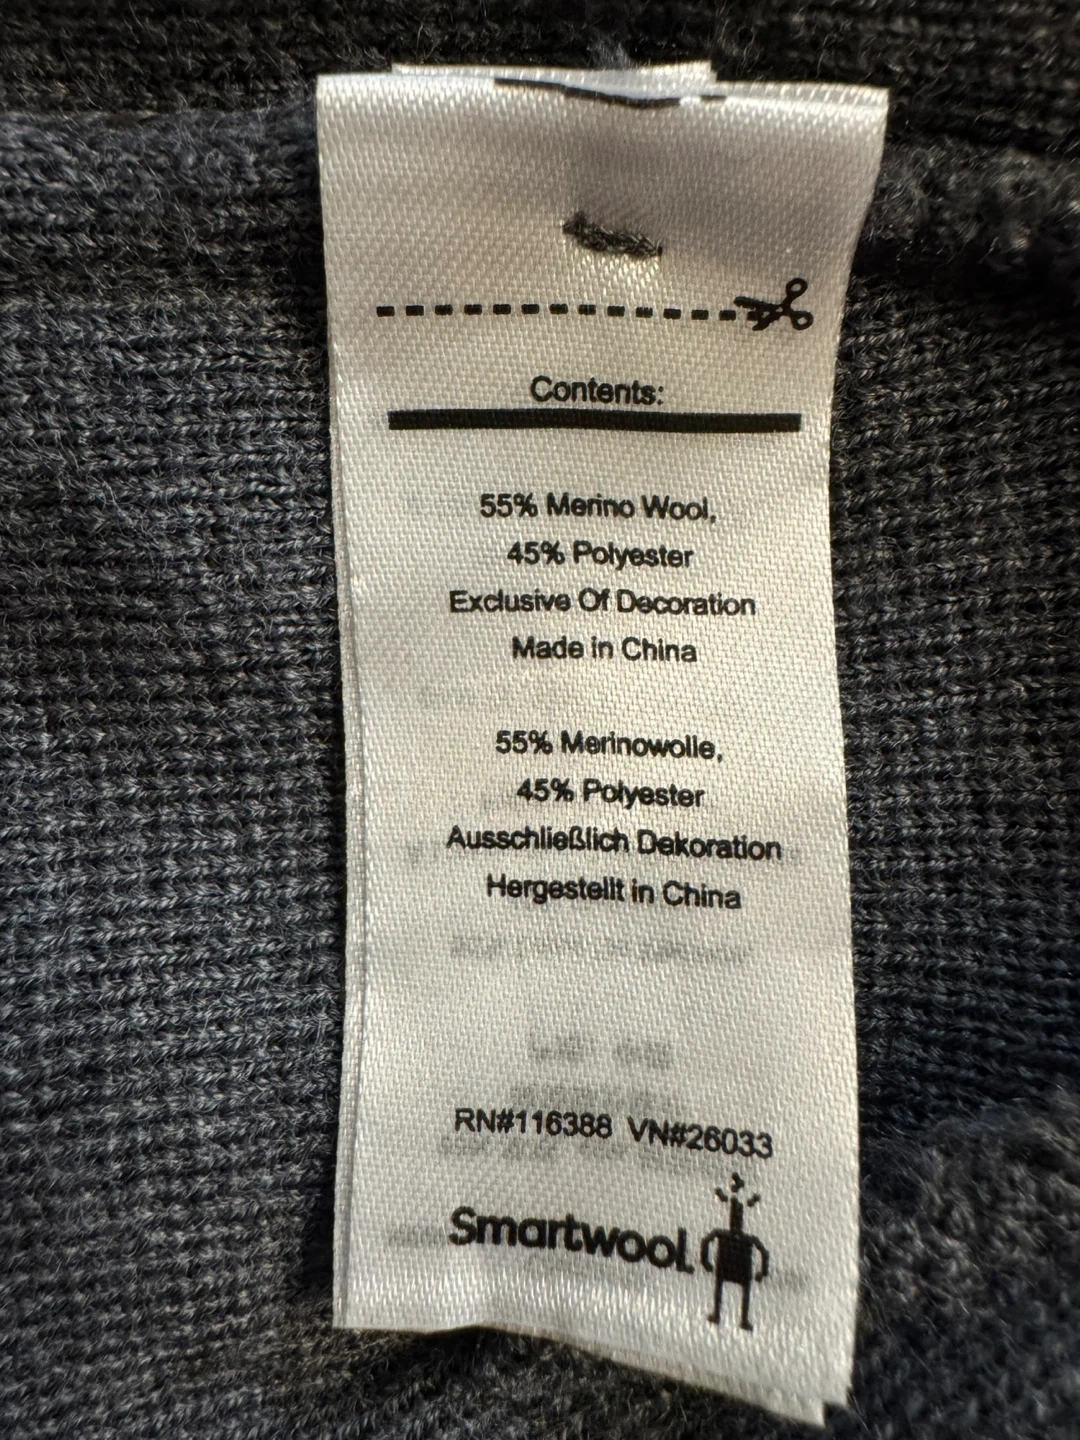 Contents:
55% Merino Wool,
45% Polyester
Exclusive Of Decoration
Made in China
55% Merinowolle,
45% Polyester
Ausschließlich Dekoration
Hergestellt in China
RN#116388 VN#26033
Smartwool